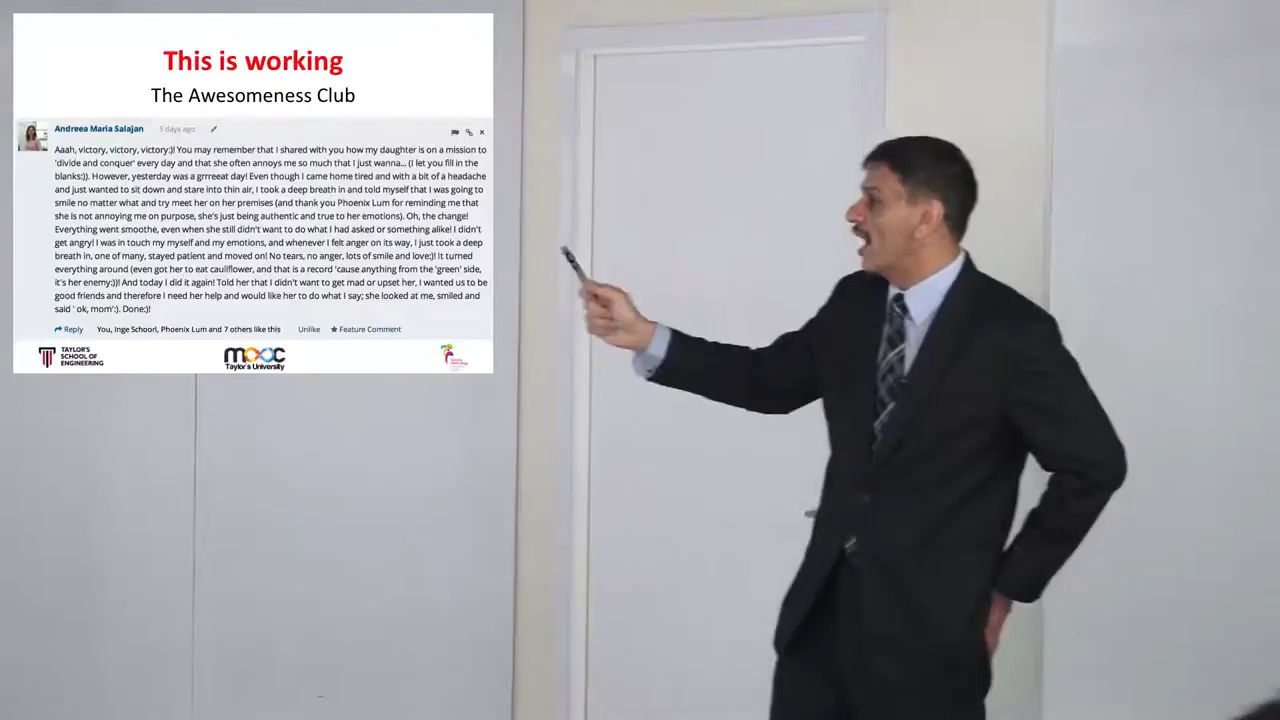 This is working
The Awesomeness Club
Andreea Maria Salajan 5 days ago
Aaah, victory, victory, victory:)! You may remember that I shared with you how my daughter is on a mission to
'divide and conquer' every day and that she often annoys me so much that I just wanna... (I let you fill in the
blanks:)). However, yesterday was a grrreeat day! Even though I came home tired and with a bit of a headache
and just wanted to sit down and stare into thin air, I took a deep breath in and told myself that I was going to
smile no matter what and try meet her on her premises (and thank you Phoenix Lum for reminding me that
she is not annoying me on purpose, she's just being authentic and true to her emotions). Oh, the change!
Everything went smoothe, even when she still didn't want to do what I had asked or something alike! I didn't
get angry! I was in touch my myself and my emotions, and whenever I felt anger on its way, I just took a deep
breath in, one of many, stayed patient and moved on! No tears, no anger, lots of smile and love:)! It turned
everything around (even got her to eat cauliflower, and that is a record 'cause anything from the 'green' side,
it's her enemy:))! And today I did it again! Told her that I didn't want to get mad or upset her, I wanted us to be
good friends and therefore I need her help and would like her to do what I say; she looked at me, smiled and
said ' ok, mom':). Done:)!
Reply You, Inge Schoorl, Phoenix Lum and 7 others like this Unlike Feature Comment
TAYLOR'S
SCHOOL OF
ENGINEERING
mooc
Taylor's University